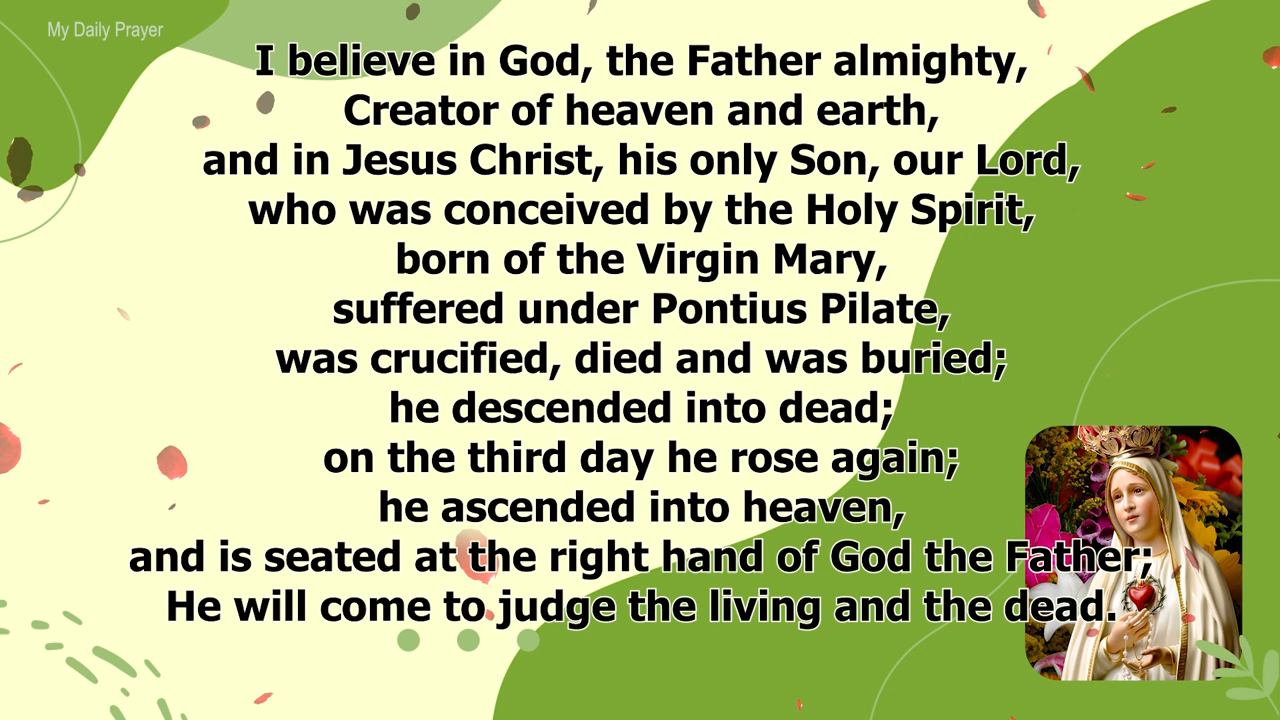 My Daily Prayer
I believe in God, the Father almighty,
Creator of heaven and earth,
and in Jesus Christ, his only Son, our Lord,
who was conceived by the Holy Spirit,
born of the Virgin Mary,
suffered under Pontius Pilate,
was crucified, died and was buried;
he descended into dead;
on the third day he rose again;
he ascended into heaven,
and is seated at the right hand of God the Father;
He will come to judge the living and the dead.